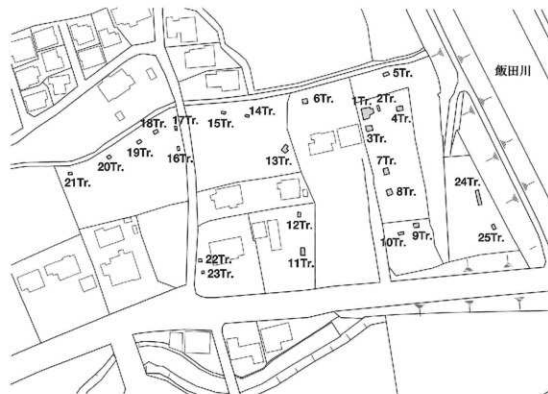 飯田川
5Tr.
6Tr.
1Tr.
2Tr.
4Tr.
3Tr.
14Tr.
15Tr.
17Tr.
18Tr.
19Tr.
16Tr.
20Tr.
21Tr.
13Tr.
7Tr.
8Tr.
24Tr.
12Tr.
11Tr.
10Tr.
9Tr.
25Tr.
22Tr.
23Tr.